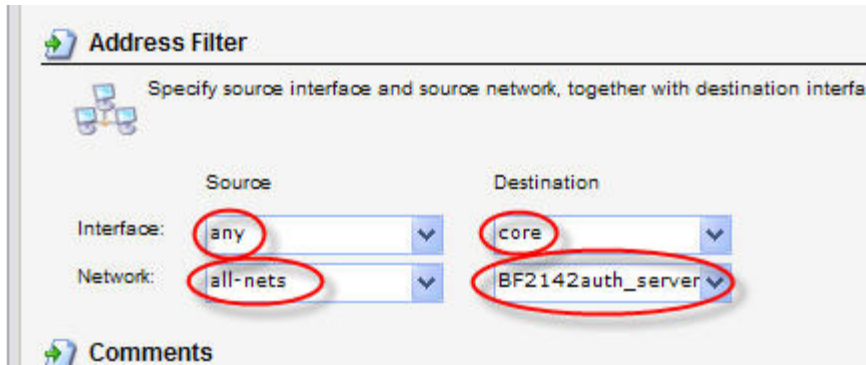 Address Filter
Specify source interface and source network, together with destination interfa
Source Destination
Interface: any core
Network: all-nets BF2142auth_server
Comments